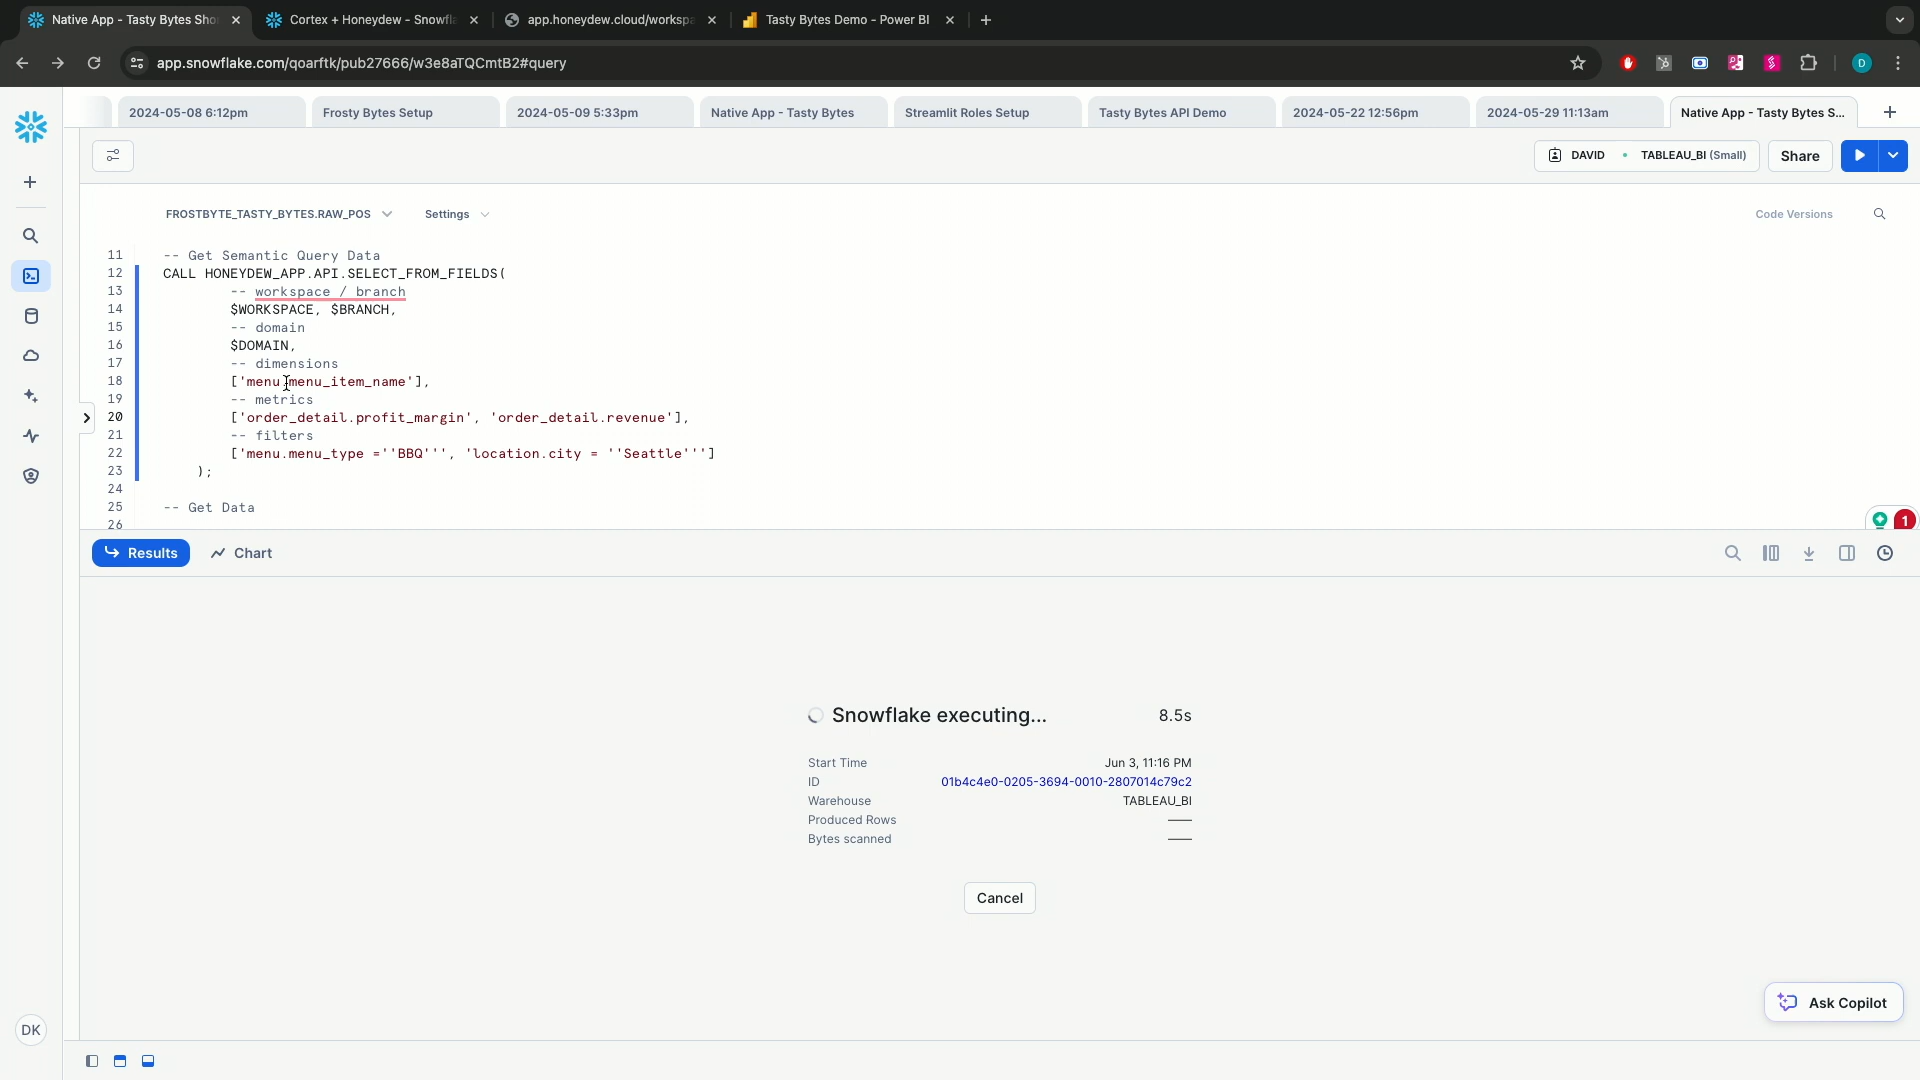 Native App - Tasty Bytes Sho
Cortex + Honeydew - Snowfl
app.honeydew.cloud/workspa
Tasty Bytes Demo - Power BI
app.snowflake.com/qoarftk/pub27666/w3e8aTQCmtB2#query
D
2024-05-08 6:12pm
Frosty Bytes Setup
2024-05-09 5:33pm
Native App - Tasty Bytes
Streamlit Roles Setup
Tasty Bytes API Demo
2024-05-22 12:56pm
2024-05-29 11:13am
Native App - Tasty Bytes S...
DAVID • TABLEAU_BI (Small)
Share
FROSTBYTE_TASTY_BYTES.RAW_POS
Settings
Code Versions
11 -- Get Semantic Query Data
12 CALL HONEYDEW_APP.API.SELECT_FROM_FIELDS(
13 -- workspace / branch
14 $WORKSPACE, $BRANCH,
15 -- domain
16 $DOMAIN,
17 -- dimensions
18 ['menu.menu_item_name'],
19 -- metrics
20 ['order_detail.profit_margin', 'order_detail.revenue'],
21 -- filters
22 ['menu.menu_type =''BBQ''', 'location.city = ''Seattle''']
23 );
24
25 -- Get Data
26
1
Results
Chart
Snowflake executing... 8.5s
Start Time Jun 3, 11:16 PM
ID 01b4c4e0-0205-3694-0010-2807014c79c2
Warehouse TABLEAU_BI
Produced Rows
Bytes scanned
Cancel
Ask Copilot
DK